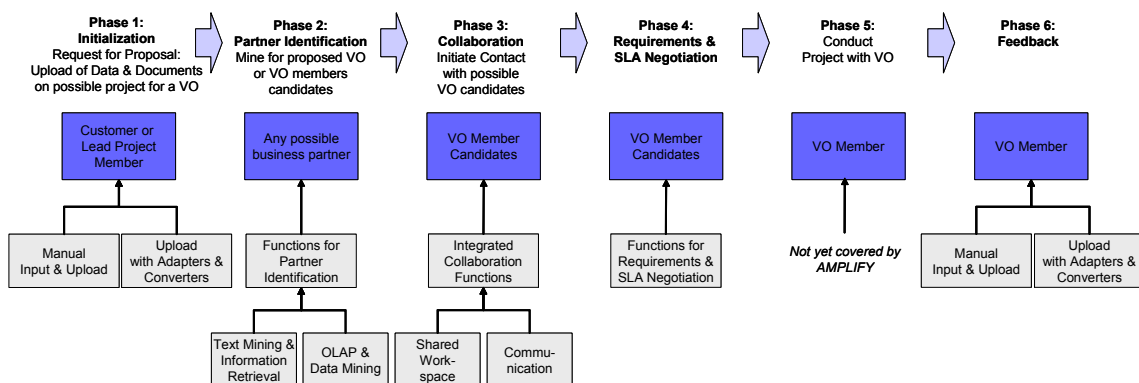 Phase 1:
Initialization
Request for Proposal:
Upload of Data & Documents
on possible project for a VO
Phase 2:
Partner Identification
Mine for proposed VO
or VO members
candidates
Phase 3:
Collaboration
Initiate Contact
with possible
VO candidates
Phase 4:
Requirements &
SLA Negotiation
Phase 5:
Conduct
Project with VO
Phase 6:
Feedback
Customer or
Lead Project
Member
Any possible
business partner
VO Member
Candidates
VO Member
Candidates
VO Member
VO Member
Manual
Input & Upload
Upload
with Adapters &
Converters
Functions for
Partner
Identification
Integrated
Collaboration
Functions
Functions for
Requirements &
SLA Negotiation
Not yet covered by
AMPLIFY
Manual
Input & Upload
Upload
with Adapters &
Converters
Text Mining &
Information
Retrieval
OLAP &
Data Mining
Shared
Work-
space
Commu-
nication